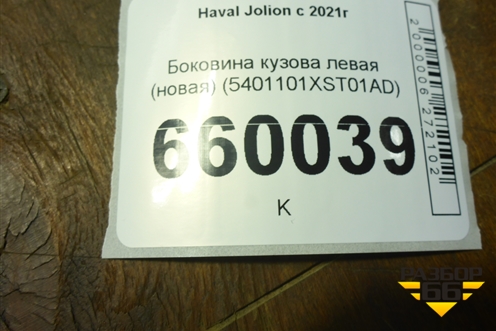 Haval Jolion с 2021г
Боковина кузова левая
(новая) (5401101XST01AD)
660039
К
2000006272102
РАЗБОР
66